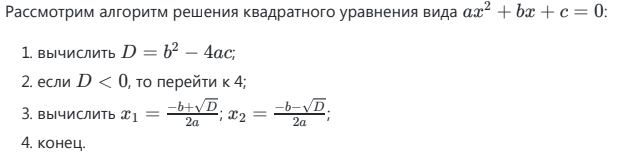 Рассмотрим алгоритм решения квадратного уравнения вида $ax^2 + bx + c = 0$:
1. вычислить $D = b^2 - 4ac$;
2. если $D < 0$, то перейти к 4;
3. вычислить $x_1 = \frac{-b+\sqrt{D}}{2a}$; $x_2 = \frac{-b-\sqrt{D}}{2a}$;
4. конец.